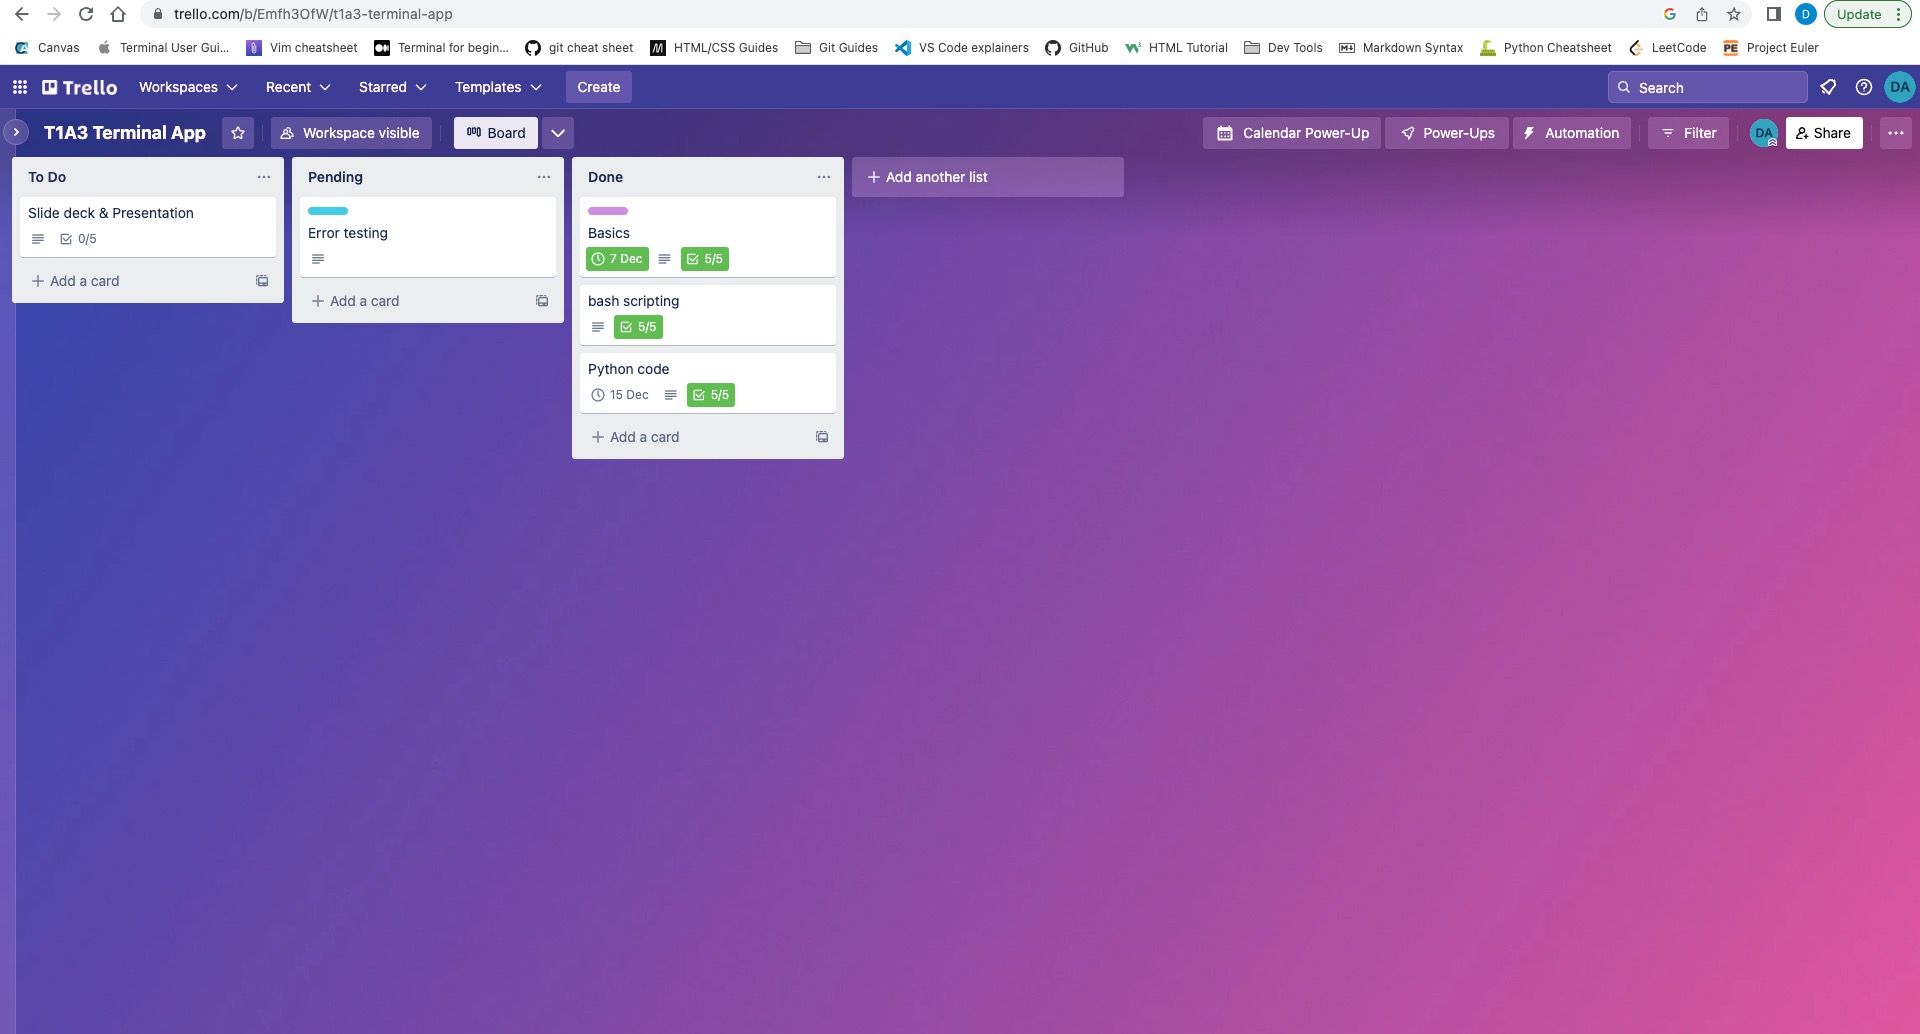 trello.com/b/Emfh3OfW/t1a3-terminal-app
D
Update
Canvas
Terminal User Gui...
Vim cheatsheet
Terminal for begin...
git cheat sheet
HTML/CSS Guides
Git Guides
VS Code explainers
GitHub
HTML Tutorial
Dev Tools
Markdown Syntax
Python Cheatsheet
LeetCode
PE
Project Euler
Trello
Workspaces
Recent
Starred
Templates
Create
Search
DA
T1A3 Terminal App
Workspace visible
Board
Calendar Power-Up
Power-Ups
Automation
Filter
DA
Share
To Do
Slide deck & Presentation
0/5
+ Add a card
Pending
Error testing
+ Add a card
Done
Basics
7 Dec
5/5
bash scripting
5/5
Python code
15 Dec
5/5
+ Add a card
+ Add another list